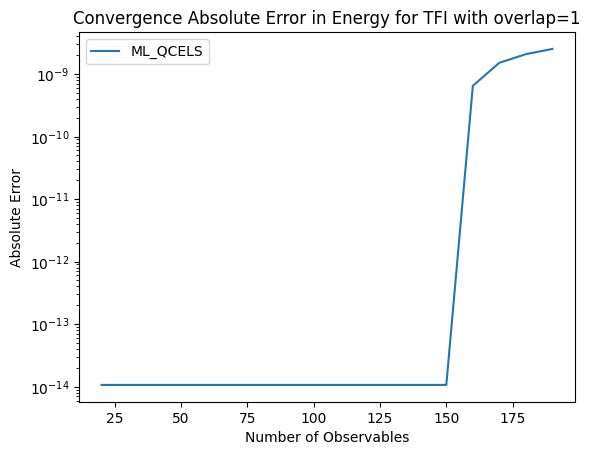 Convergence Absolute Error in Energy for TFI with overlap=1
ML_QCELS
10⁻⁹
10⁻¹⁰
10⁻¹¹
10⁻¹²
10⁻¹³
10⁻¹⁴
Absolute Error
25 50 75 100 125 150 175
Number of Observables